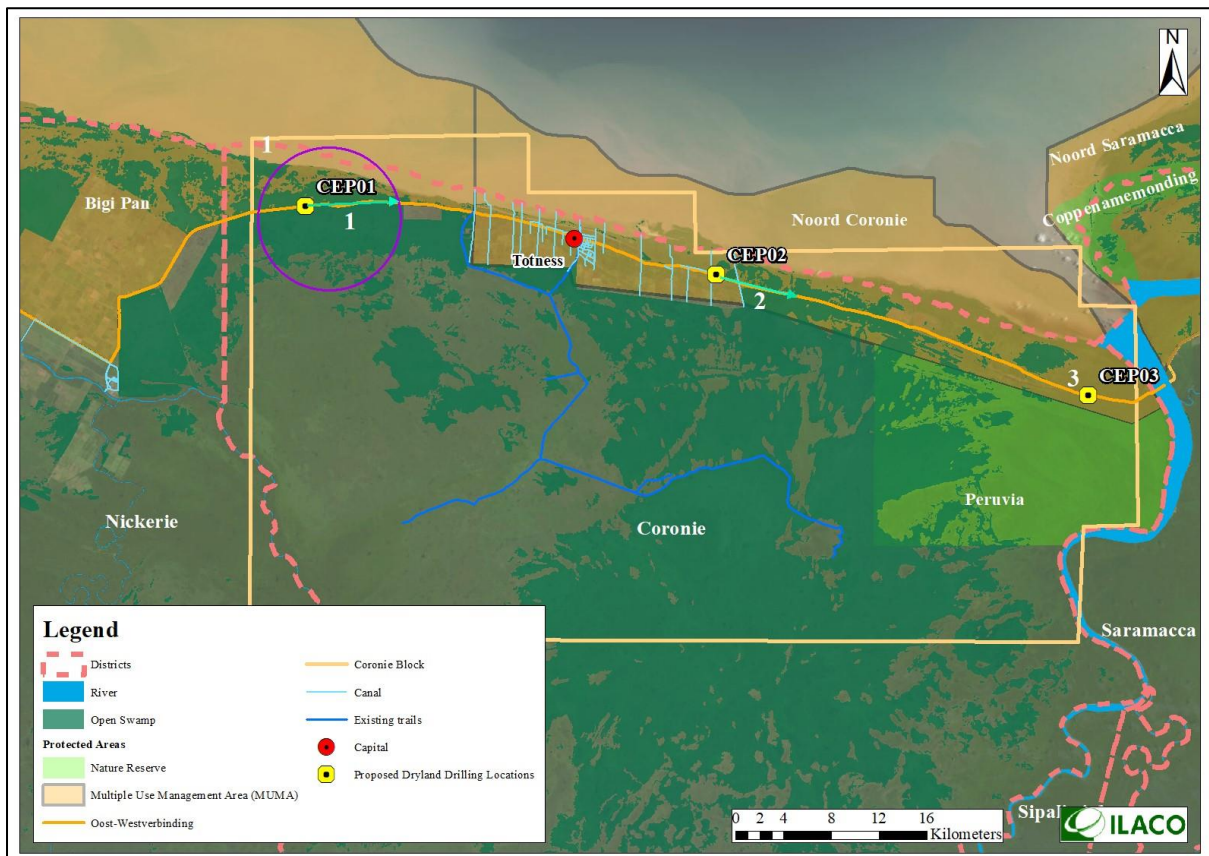 N
1
Noord Saramacca
Coppenamemonding
Bigi Pan
CEP01
1
Noord Coronie
Totness
CEP02
2
3
CEP03
Peruvia
Nickerie
Coronie
Saramacca
Legend
Districts
River
Open Swamp
Protected Areas
Nature Reserve
Multiple Use Management Area (MUMA)
Oost-Westverbinding
Coronie Block
Canal
Existing trails
Capital
Proposed Dryland Drilling Locations
0 2 4 8 12 16
Kilometers
ILACO